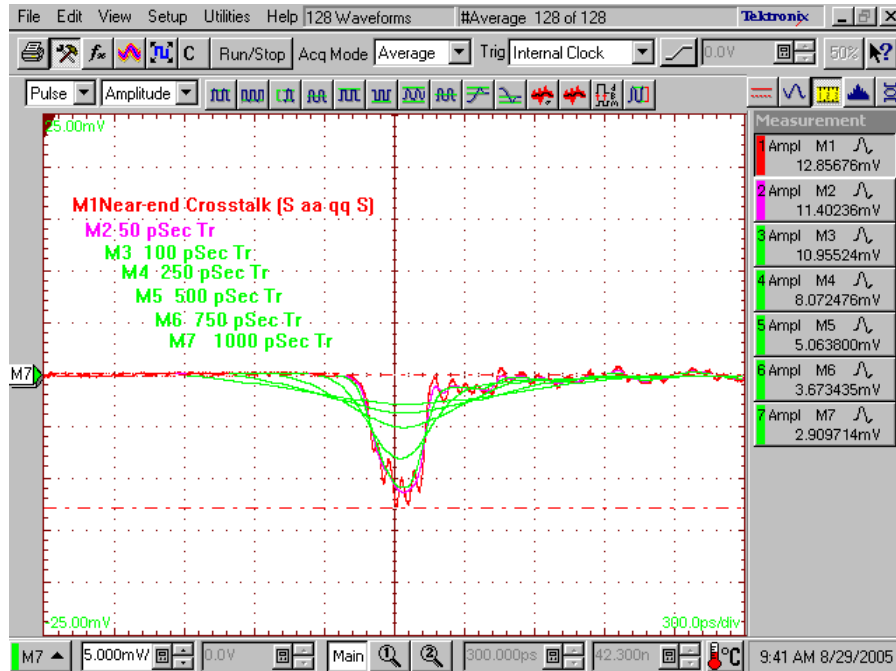 File Edit View Setup Utilities Help 128 Waveforms #Average 128 of 128 Tektronix
C Run/Stop Acq Mode Average Trig Internal Clock 0.0V 50% ?
Pulse Amplitude
25.00mV
M1Near-end Crosstalk (S aa qq S)
M2 50 pSec Tr
M3 100 pSec Tr
M4 250 pSec Tr
M5 500 pSec Tr
M6 750 pSec Tr
M7 1000 pSec Tr
M7
-25.00mV
300.0ps/div
Measurement
1 Ampl M1
12.85676mV
2 Ampl M2
11.40236mV
3 Ampl M3
10.95524mV
4 Ampl M4
8.072476mV
5 Ampl M5
5.063800mV
6 Ampl M6
3.673435mV
7 Ampl M7
2.909714mV
M7 5.000mV/ 0.0V Main 1 2 300.000ps 42.300n °C 9:41 AM 8/29/2005